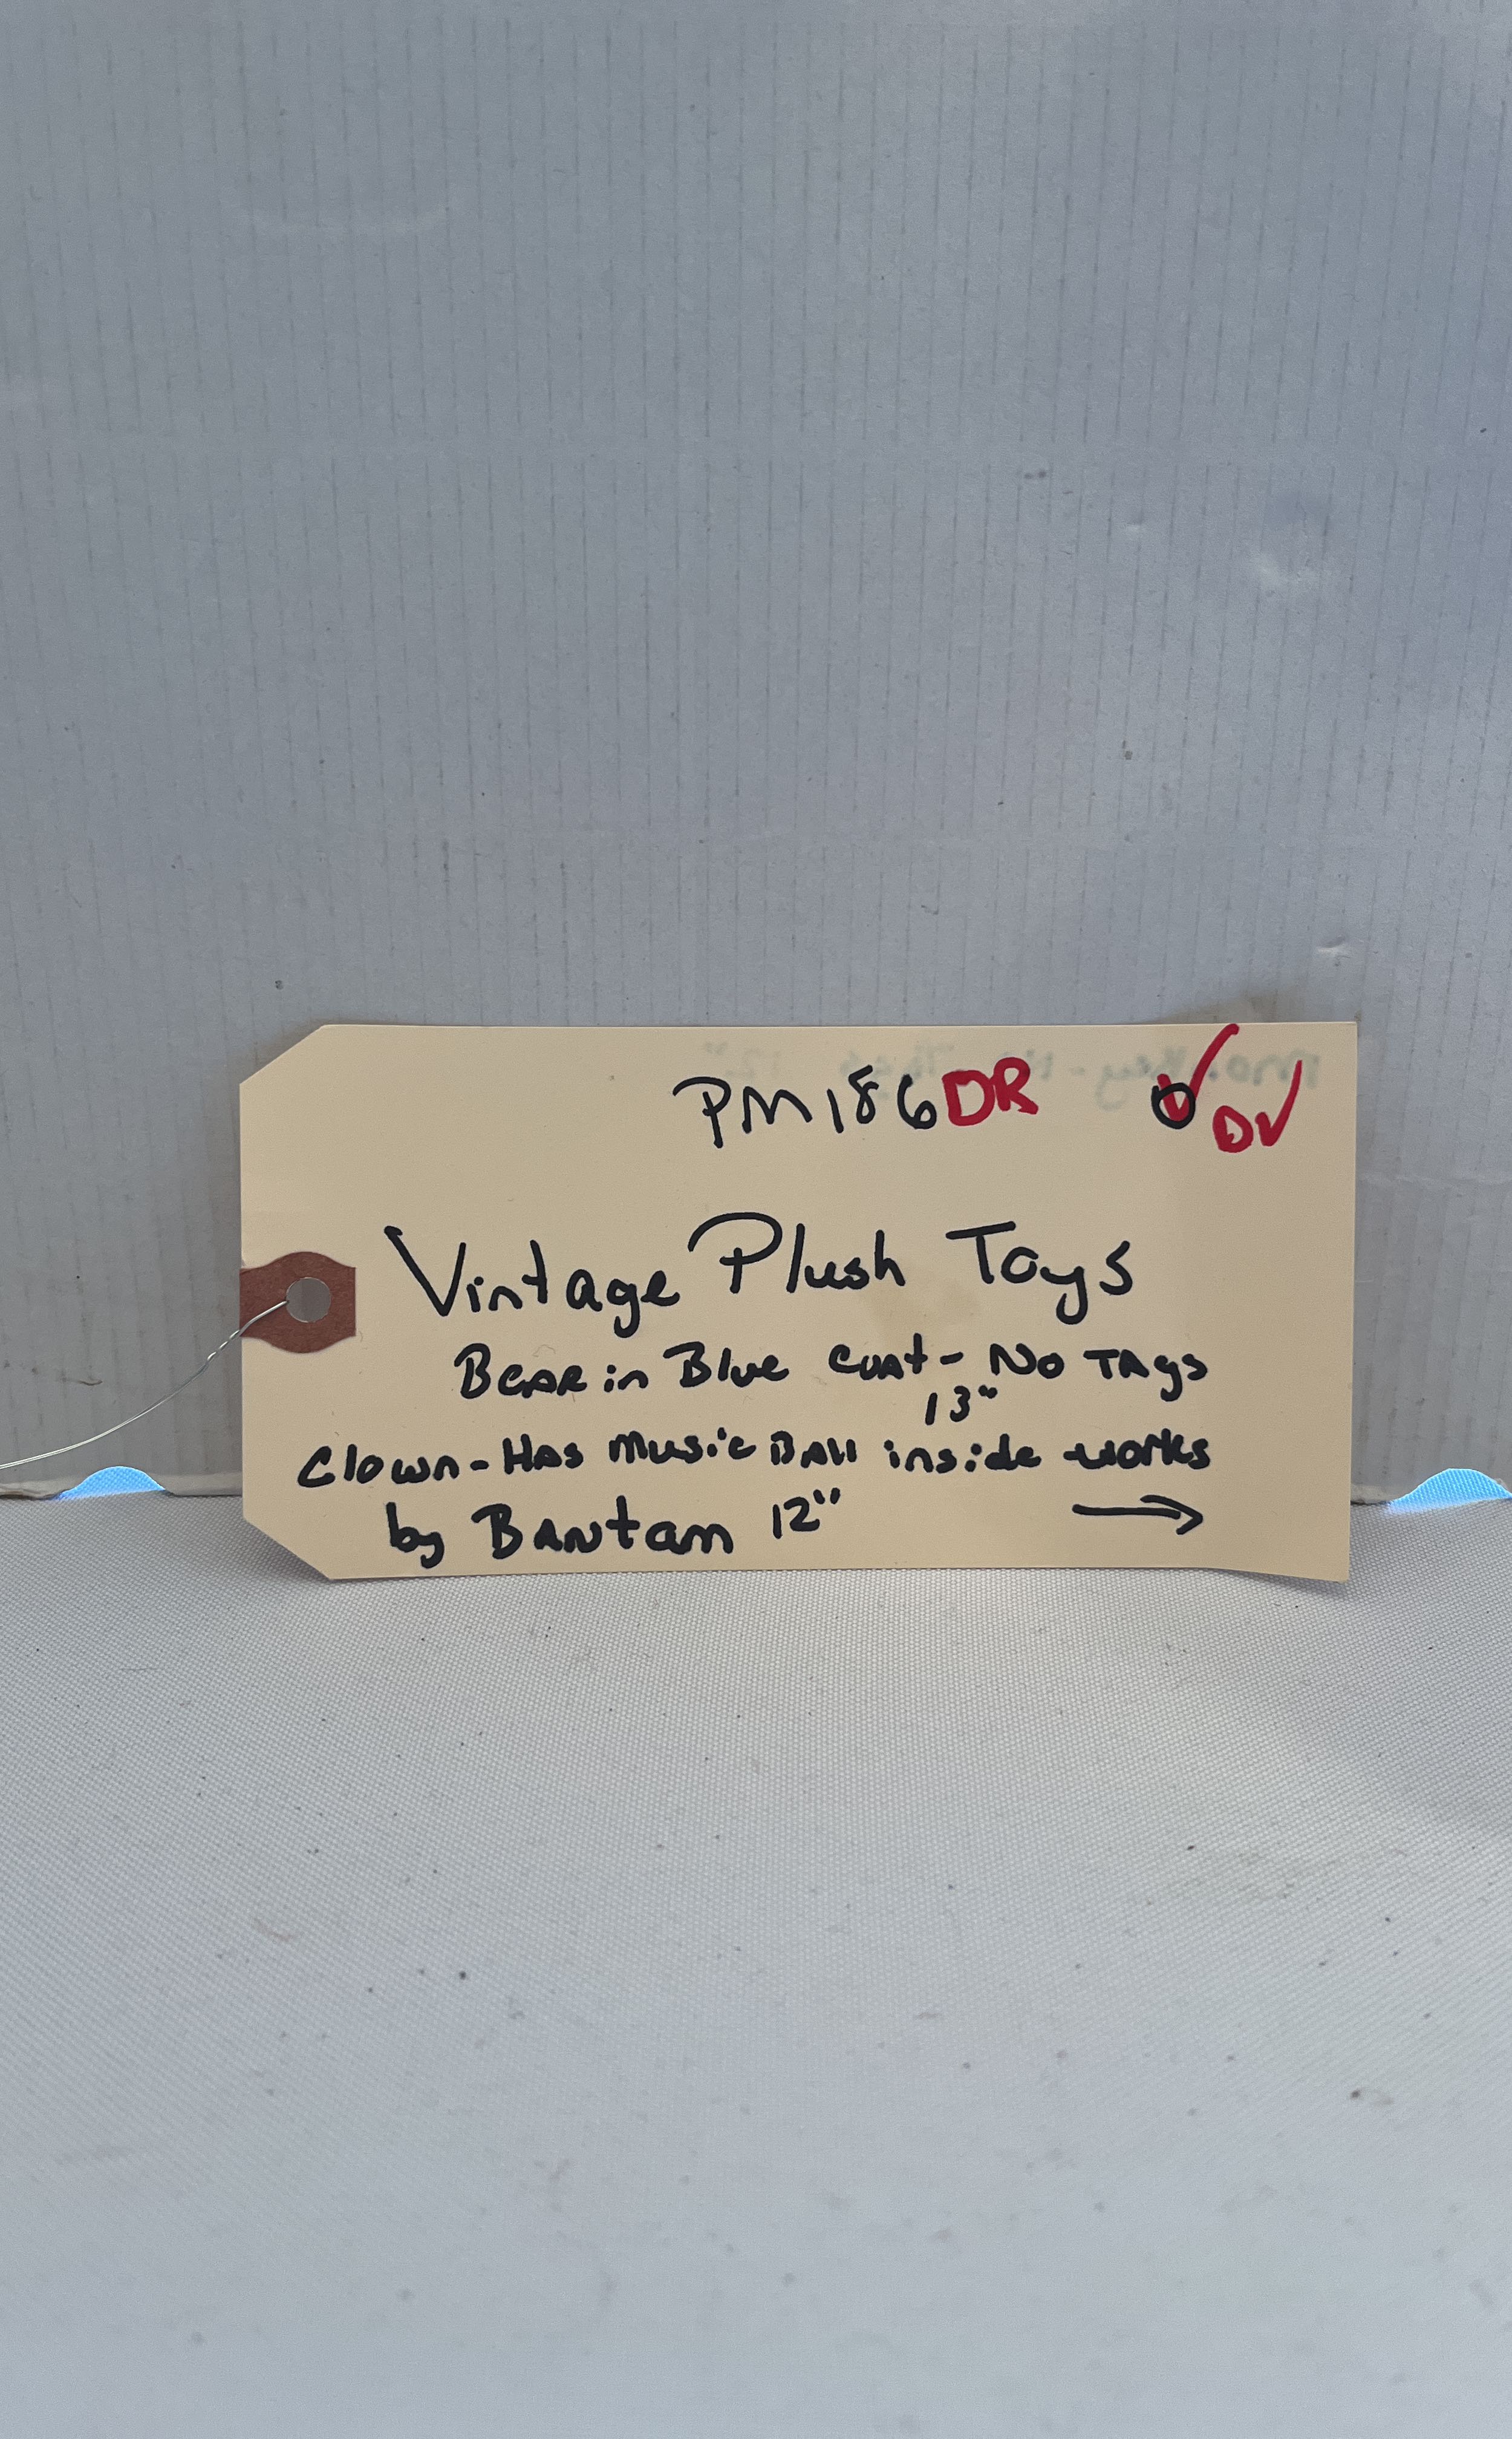 PM186DR O✓ D✓
Vintage Plush Toys
Bear in Blue Coat - No TAgs
13"
Clown - Has Music BAll inside works
by BANtam 12" →